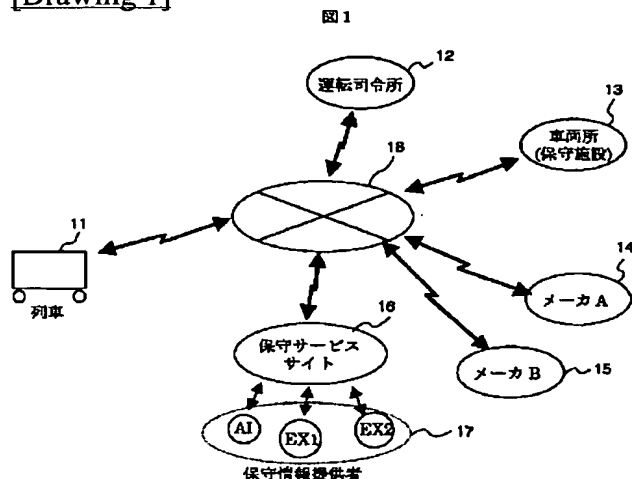 [Drawing 1]
図1
12
運転司令所
13
車両所
(保守施設)
18
11
列車
14
メーカA
16
保守サービス
サイト
メーカB
15
AI
EX1
EX2
17
保守情報提供者